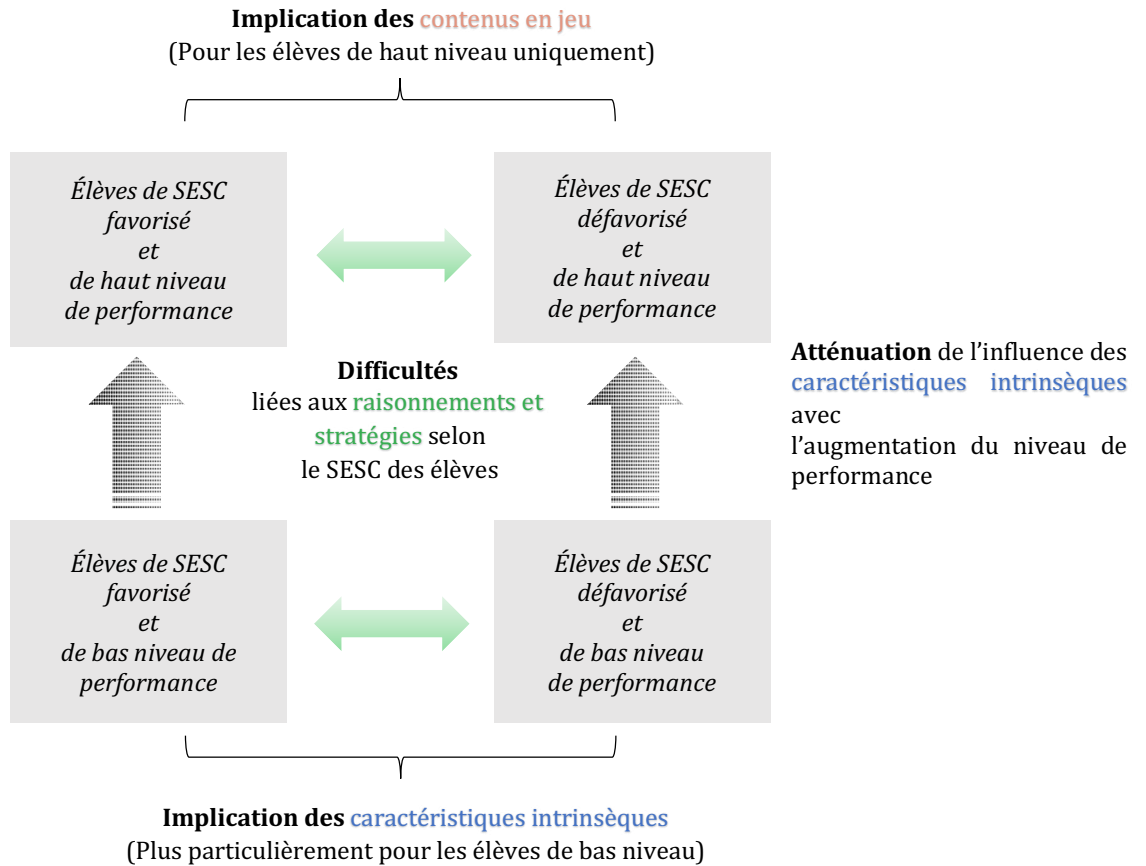 Implication des contenus en jeu
(Pour les élèves de haut niveau uniquement)
Élèves de SESC
favorisé
et
de haut niveau
de performance
Élèves de SESC
défavorisé
et
de haut niveau
de performance
Difficultés
liées aux raisonnements et
stratégies selon
le SESC des élèves
Atténuation de l’influence des
caractéristiques intrinsèques
avec
l’augmentation du niveau de
performance
Élèves de SESC
favorisé
et
de bas niveau de
performance
Élèves de SESC
défavorisé
et
de bas niveau
de performance
Implication des caractéristiques intrinsèques
(Plus particulièrement pour les élèves de bas niveau)